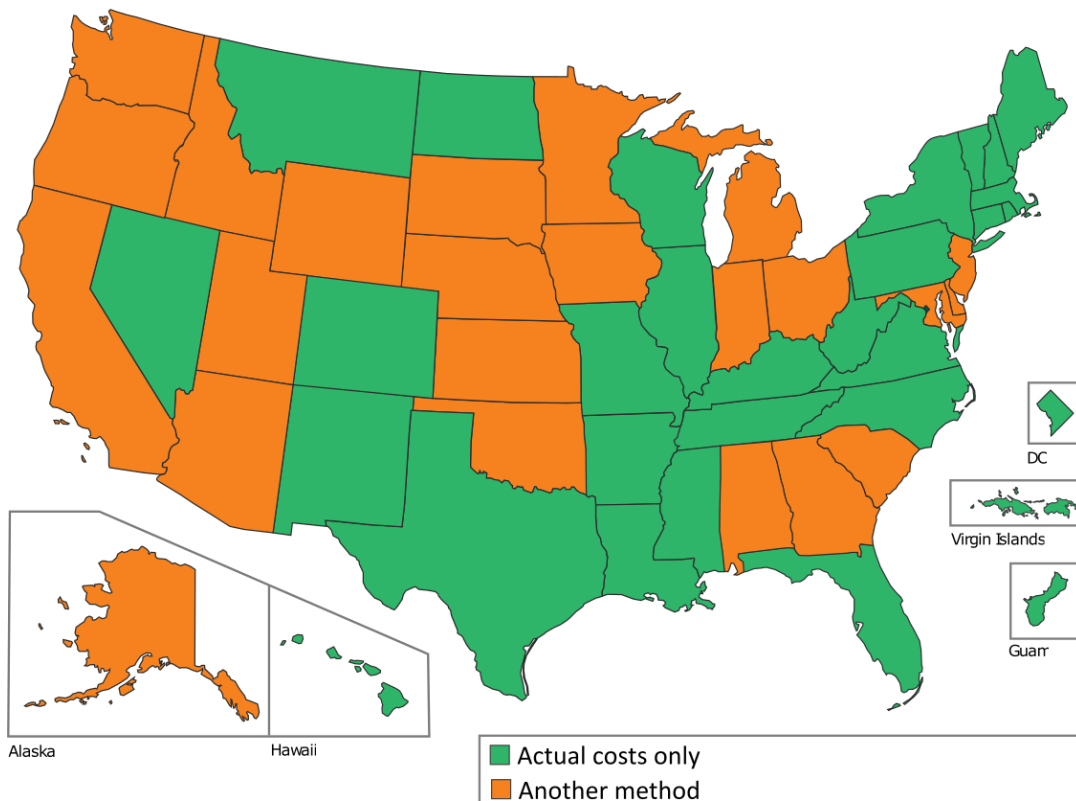 DC
Virgin Islands
Guam
Alaska
Hawaii
Actual costs only
Another method